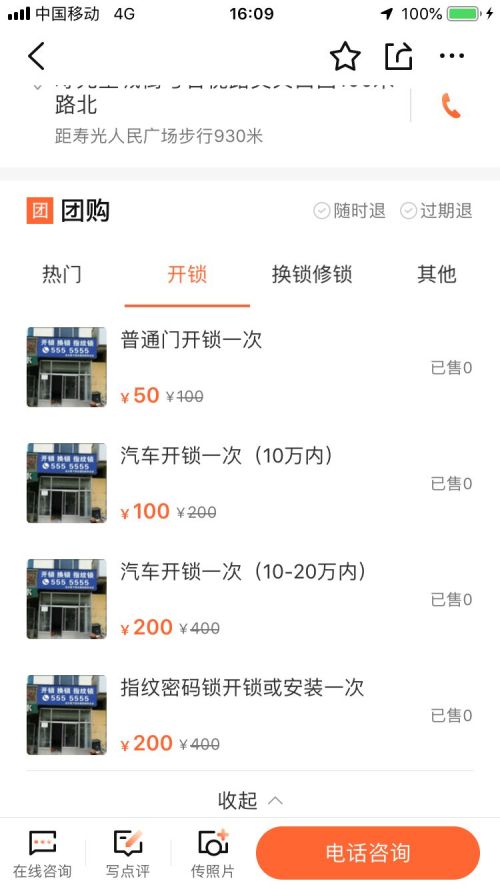 中国移动 4G
16:09
100%
路北
距寿光人民广场步行930米
团 团购
随时退 过期退
热门 开锁 换锁修锁 其他
普通门开锁一次
已售0
¥50 ¥100
汽车开锁一次（10万内）
已售0
¥100 ¥200
汽车开锁一次（10-20万内）
已售0
¥200 ¥400
指纹密码锁开锁或安装一次
已售0
¥200 ¥400
开锁 换锁 指纹锁
555 5555
开锁 换锁 指纹锁
555 5555
开锁 换锁 指纹锁
555 5555
开锁 换锁 指纹锁
555 5555
收起
在线咨询 写点评 传照片 电话咨询